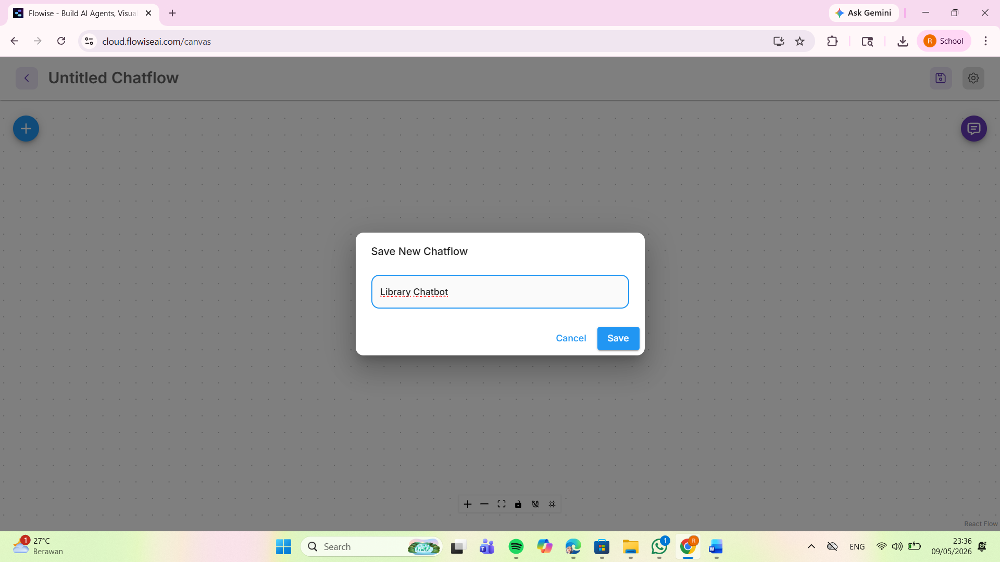 Flowise - Build AI Agents, Visua
Ask Gemini
cloud.flowiseai.com/canvas
R
School
Untitled Chatflow
Save New Chatflow
Library Chatbot
Cancel
Save
React Flow
1
27°C
Berawan
Search
1
R
ENG
23:36
09/05/2026